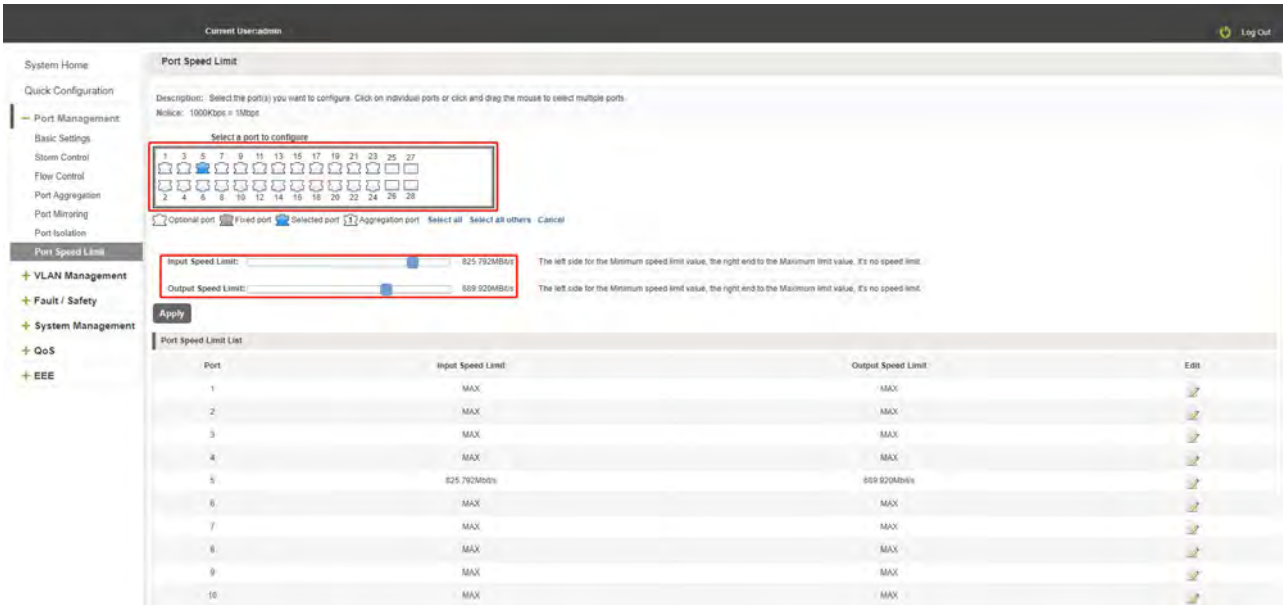 Current User:admin
Log Out
System Home
Quick Configuration
Port Management
Basic Settings
Storm Control
Flow Control
Port Aggregation
Port Mirroring
Port Isolation
Port Speed Limit
VLAN Management
Fault / Safety
System Management
QoS
EEE
Port Speed Limit
Description: Select the port(s) you want to configure. Click on individual ports or click and drag the mouse to select multiple ports.
Notice: 1000Kbps = 1Mbps
Select a port to configure
1 3 5 7 9 11 13 15 17 19 21 23 25 27
2 4 6 8 10 12 14 16 18 20 22 24 26 28
Optional port Fixed port Selected port 1 Aggregation port Select all Select all others Cancel
Input Speed Limit: 825.792MBit/s The left side for the Minimum speed limit value, the right end to the Maximum limit value, it's no speed limit.
Output Speed Limit: 689.920MBit/s The left side for the Minimum speed limit value, the right end to the Maximum limit value, it's no speed limit.
Apply
Port Speed Limit List
Port Input Speed Limit Output Speed Limit Edit
1 MAX MAX
2 MAX MAX
3 MAX MAX
4 MAX MAX
5 825.792Mbit/s 689.920Mbit/s
6 MAX MAX
7 MAX MAX
8 MAX MAX
9 MAX MAX
10 MAX MAX